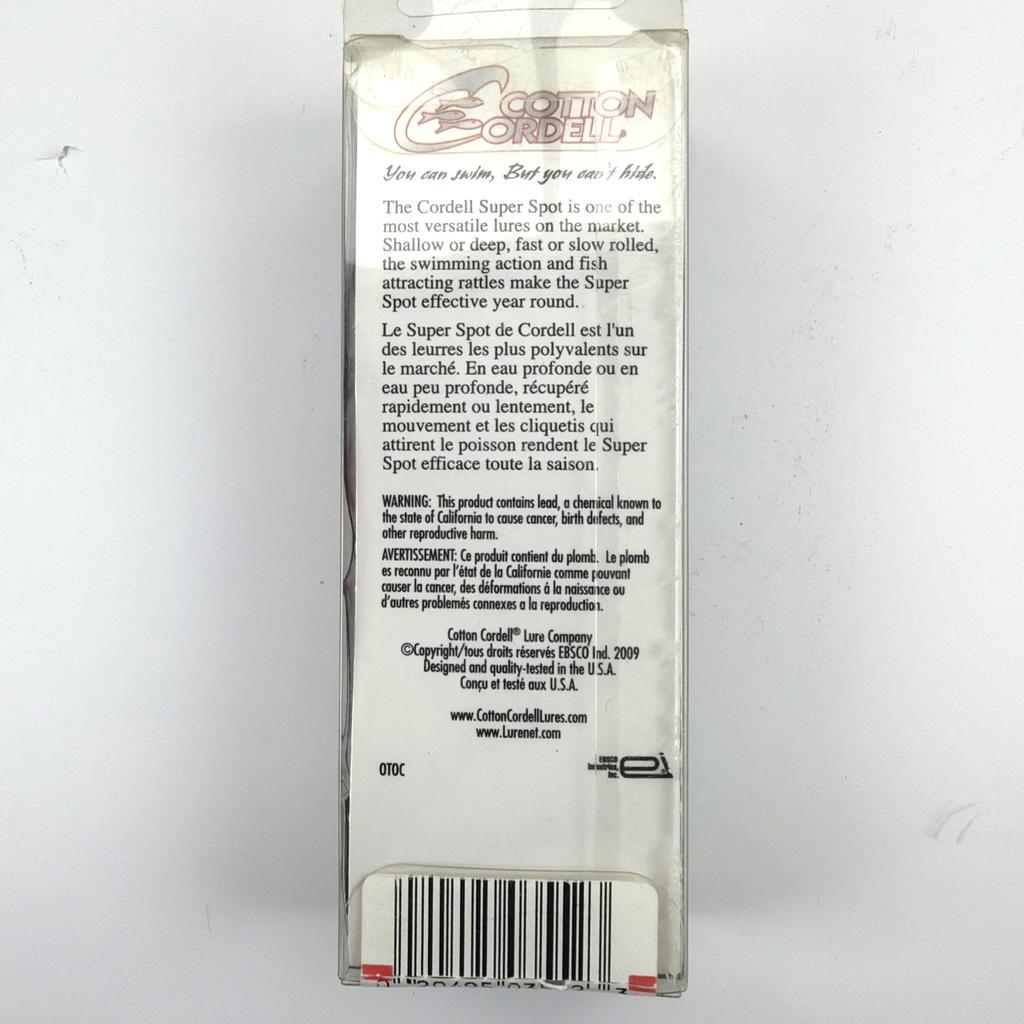 COTTON
CORDELL
You can swim, But you can't hide.
The Cordell Super Spot is one of the
most versatile lures on the market.
Shallow or deep, fast or slow rolled,
the swimming action and fish
attracting rattles make the Super
Spot effective year round.
Le Super Spot de Cordell est l'un
des leurres les plus polyvalents sur
le marché. En eau profonde ou en
eau peu profonde, récupéré
rapidement ou lentement, le
mouvement et les cliquetis qui
attirent le poisson rendent le Super
Spot efficace toute la saison.
WARNING: This product contains lead, a chemical known to
the state of California to cause cancer, birth defects, and
other reproductive harm.
AVERTISSEMENT: Ce produit contient du plomb. Le plomb
es reconnu par l'état de la Californie comme pouvant
causer la cancer, des déformations á la naissance ou
d'autres problemés connexes a la reproduction.
Cotton Cordell® Lure Company
©Copyright/tous droits réservés EBSCO Ind. 2009
Designed and quality-tested in the U.S.A.
Conçu et testé aux U.S.A.
www.CottonCordellLures.com
www.Lurenet.com
OTOC
EBSCO
Industries,
Inc.
ei